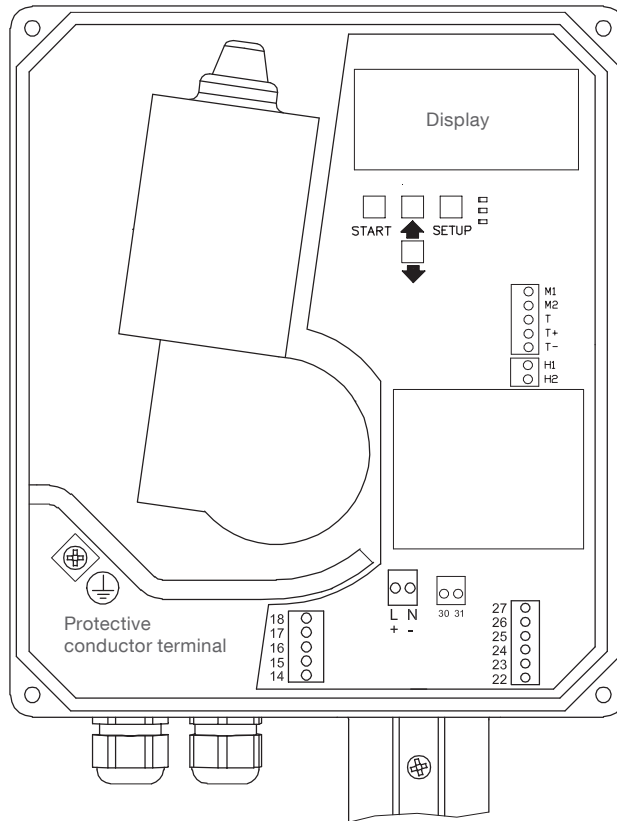 Display
START
SETUP
M1
M2
T
T+
T-
H1
H2
L N
+ -
30 31
Protective
conductor terminal
18
17
16
15
14
27
26
25
24
23
22